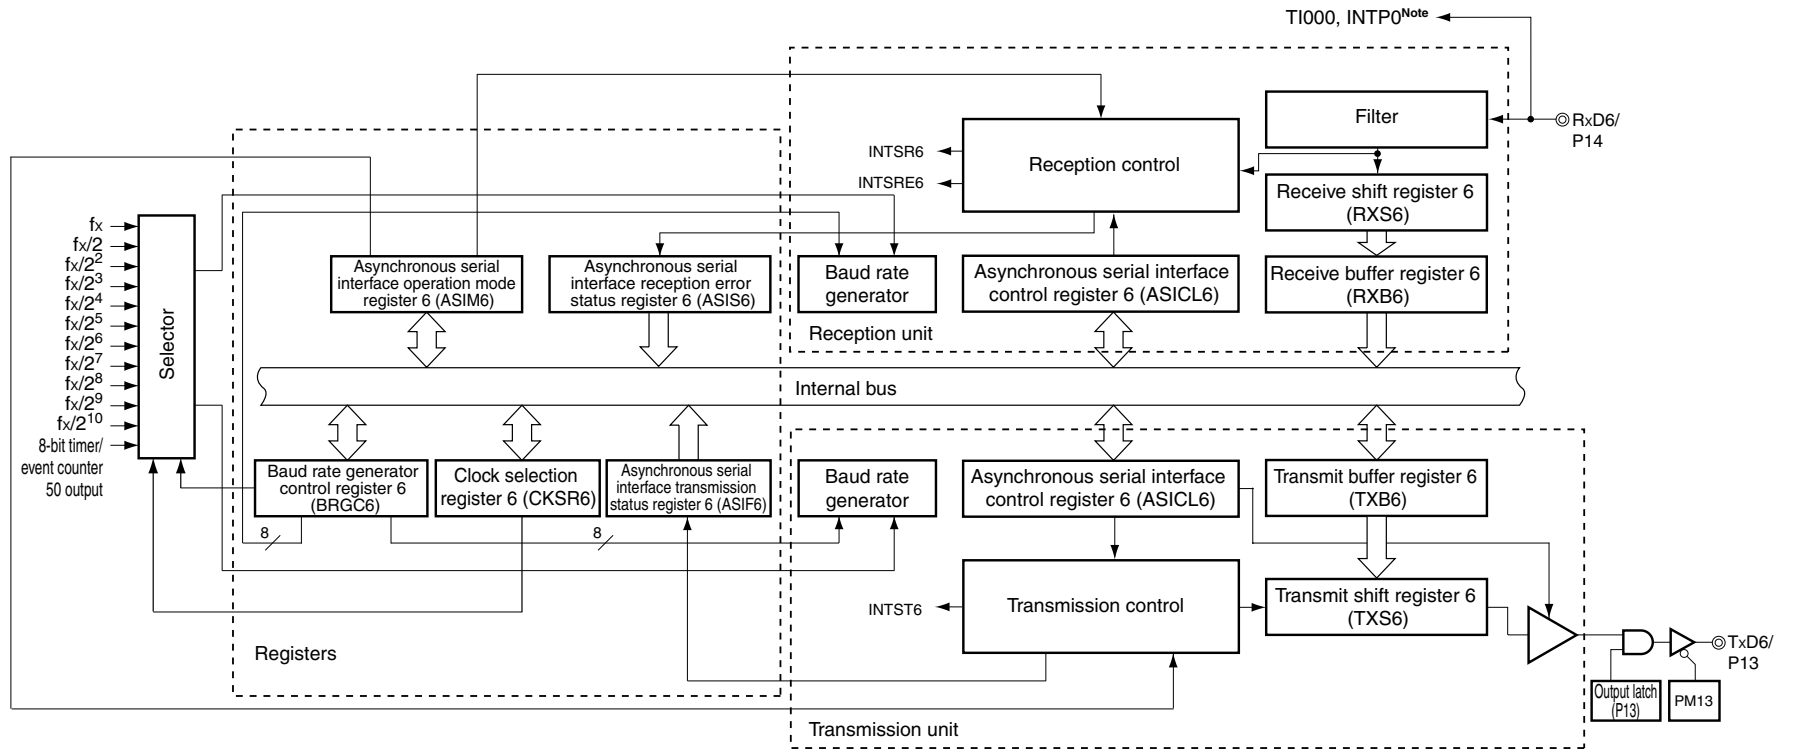 TI000, INTP0Note
Filter
RxD6/
P14
INTSR6
INTSRE6
Reception control
Receive shift register 6
(RXS6)
fx
fx/2
fx/2²
fx/2³
fx/2⁴
fx/2⁵
fx/2⁶
fx/2⁷
fx/2⁸
fx/2⁹
fx/2¹⁰
8-bit timer/
event counter
50 output
Selector
Asynchronous serial
interface operation mode
register 6 (ASIM6)
Asynchronous serial
interface reception error
status register 6 (ASIS6)
Baud rate
generator
Asynchronous serial interface
control register 6 (ASICL6)
Receive buffer register 6
(RXB6)
Reception unit
Internal bus
Baud rate generator
control register 6
(BRGC6)
Clock selection
register 6 (CKSR6)
Asynchronous serial
interface transmission
status register 6 (ASIF6)
Baud rate
generator
Asynchronous serial interface
control register 6 (ASICL6)
Transmit buffer register 6
(TXB6)
8
8
INTST6
Transmission control
Transmit shift register 6
(TXS6)
Registers
TxD6/
P13
Output latch
(P13)
PM13
Transmission unit